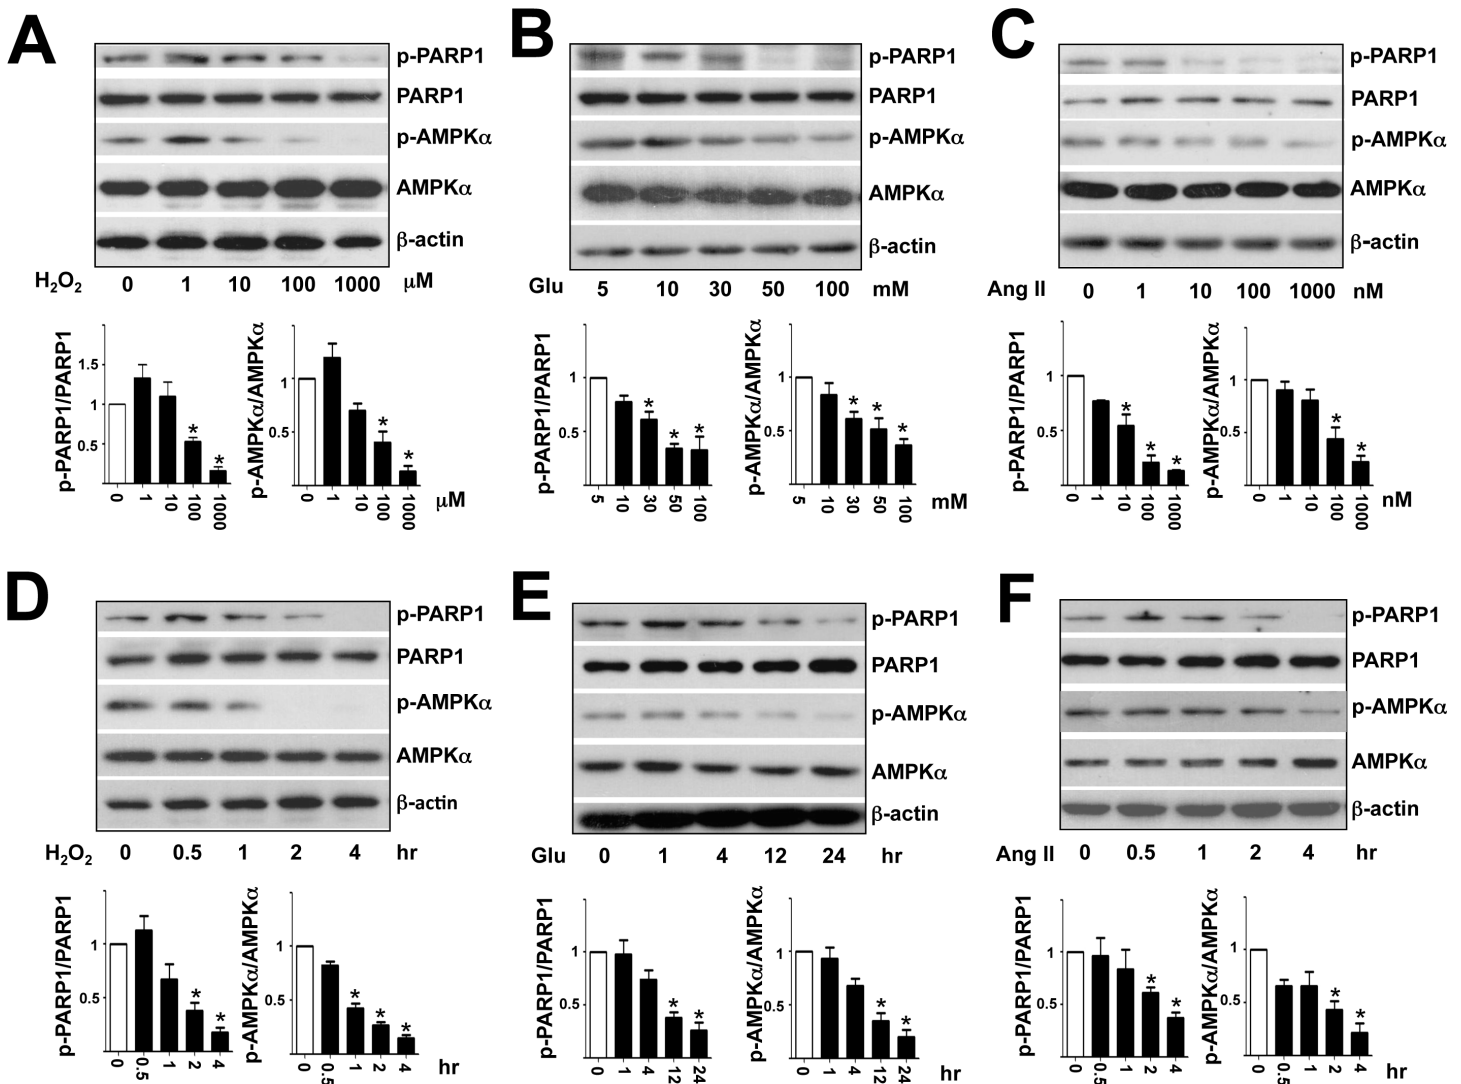 A
p-PARP1
PARP1
p-AMPKα
AMPKα
β-actin
H₂O₂ 0 1 10 100 1000 μM
p-PARP1/PARP1
1.5
1
0.5
0 1 10 100 1000
p-AMPKα/AMPKα
1
0.5
0 1 10 100 1000 μM
B
p-PARP1
PARP1
p-AMPKα
AMPKα
β-actin
Glu 5 10 30 50 100 mM
p-PARP1/PARP1
1
0.5
* * *
5 10 30 50 100
p-AMPKα/AMPKα
1
0.5
* * *
5 10 30 50 100 mM
C
p-PARP1
PARP1
p-AMPKα
AMPKα
β-actin
Ang II 0 1 10 100 1000 nM
p-PARP1/PARP1
1
0.5
* * *
0 1 10 100 1000
p-AMPKα/AMPKα
1
0.5
* *
0 1 10 100 1000 nM
D
p-PARP1
PARP1
p-AMPKα
AMPKα
β-actin
H₂O₂ 0 0.5 1 2 4 hr
p-PARP1/PARP1
1
0.5
* *
0 0.5 1 2 4
p-AMPKα/AMPKα
1
0.5
* * *
0 0.5 1 2 4 hr
E
p-PARP1
PARP1
p-AMPKα
AMPKα
β-actin
Glu 0 1 4 12 24 hr
p-PARP1/PARP1
1
0.5
* *
0 1 4 12 24
p-AMPKα/AMPKα
1
0.5
* *
0 1 4 12 24 hr
F
p-PARP1
PARP1
p-AMPKα
AMPKα
β-actin
Ang II 0 0.5 1 2 4 hr
p-PARP1/PARP1
1
0.5
* *
0 0.5 1 2 4
p-AMPKα/AMPKα
1
0.5
* *
0 0.5 1 2 4 hr